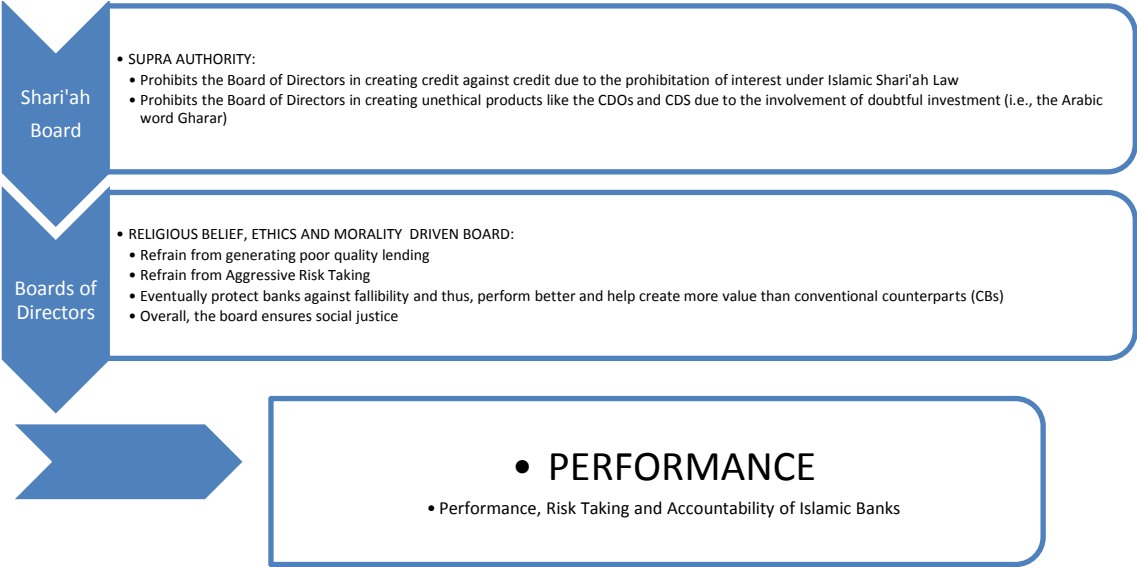 Shari'ah
Board
• SUPRA AUTHORITY:
• Prohibits the Board of Directors in creating credit against credit due to the prohibitation of interest under Islamic Shari'ah Law
• Prohibits the Board of Directors in creating unethical products like the CDOs and CDS due to the involvement of doubtful investment (i.e., the Arabic
word Gharar)
Boards of
Directors
• RELIGIOUS BELIEF, ETHICS AND MORALITY DRIVEN BOARD:
• Refrain from generating poor quality lending
• Refrain from Aggressive Risk Taking
• Eventually protect banks against fallibility and thus, perform better and help create more value than conventional counterparts (CBs)
• Overall, the board ensures social justice
• PERFORMANCE
• Performance, Risk Taking and Accountability of Islamic Banks